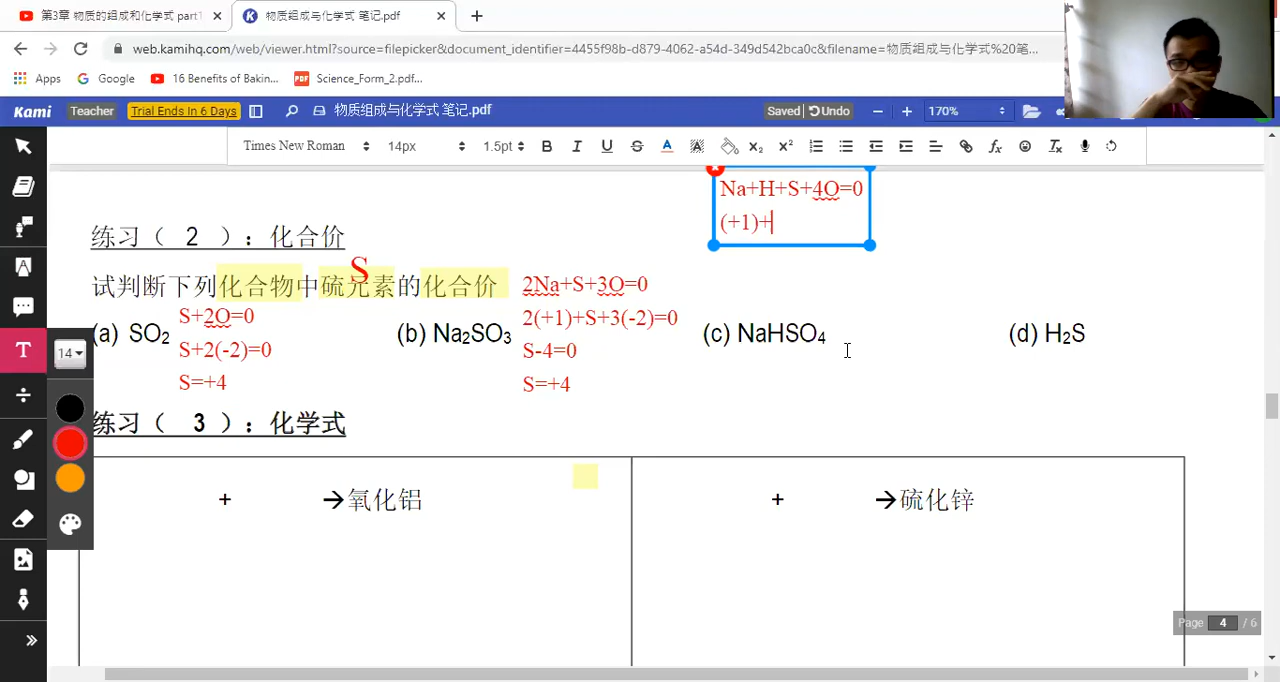 第3章 物质的组成和化学式 part1
物质组成与化学式 笔记.pdf
web.kamihq.com/web/viewer.html?source=filepicker&document_identifier=4455f98b-d879-4062-a54d-349d542bca0c&filename=物质组成与化学式%20笔...
Apps Google 16 Benefits of Bakin... Science_Form_2.pdf...
Kami Teacher Trial Ends In 6 Days 物质组成与化学式 笔记.pdf Saved Undo 170%
Times New Roman 14px 1.5pt
Na+H+S+4O=0
(+1)+
练习（ 2 ）：化合价
S
试判断下列化合物中硫元素的化合价
(a) SO₂
S+2O=0
S+2(-2)=0
S=+4
(b) Na₂SO₃
2Na+S+3O=0
2(+1)+S+3(-2)=0
S-4=0
S=+4
(c) NaHSO₄
(d) H₂S
14
练习（ 3 ）：化学式
+ →氧化铝
+ →硫化锌
Page 4 / 6